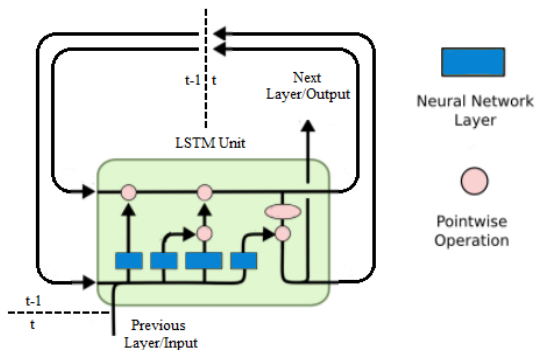 t-1 t
Next
Layer/Output
LSTM Unit
Neural Network
Layer
Pointwise
Operation
t-1
t
Previous
Layer/Input